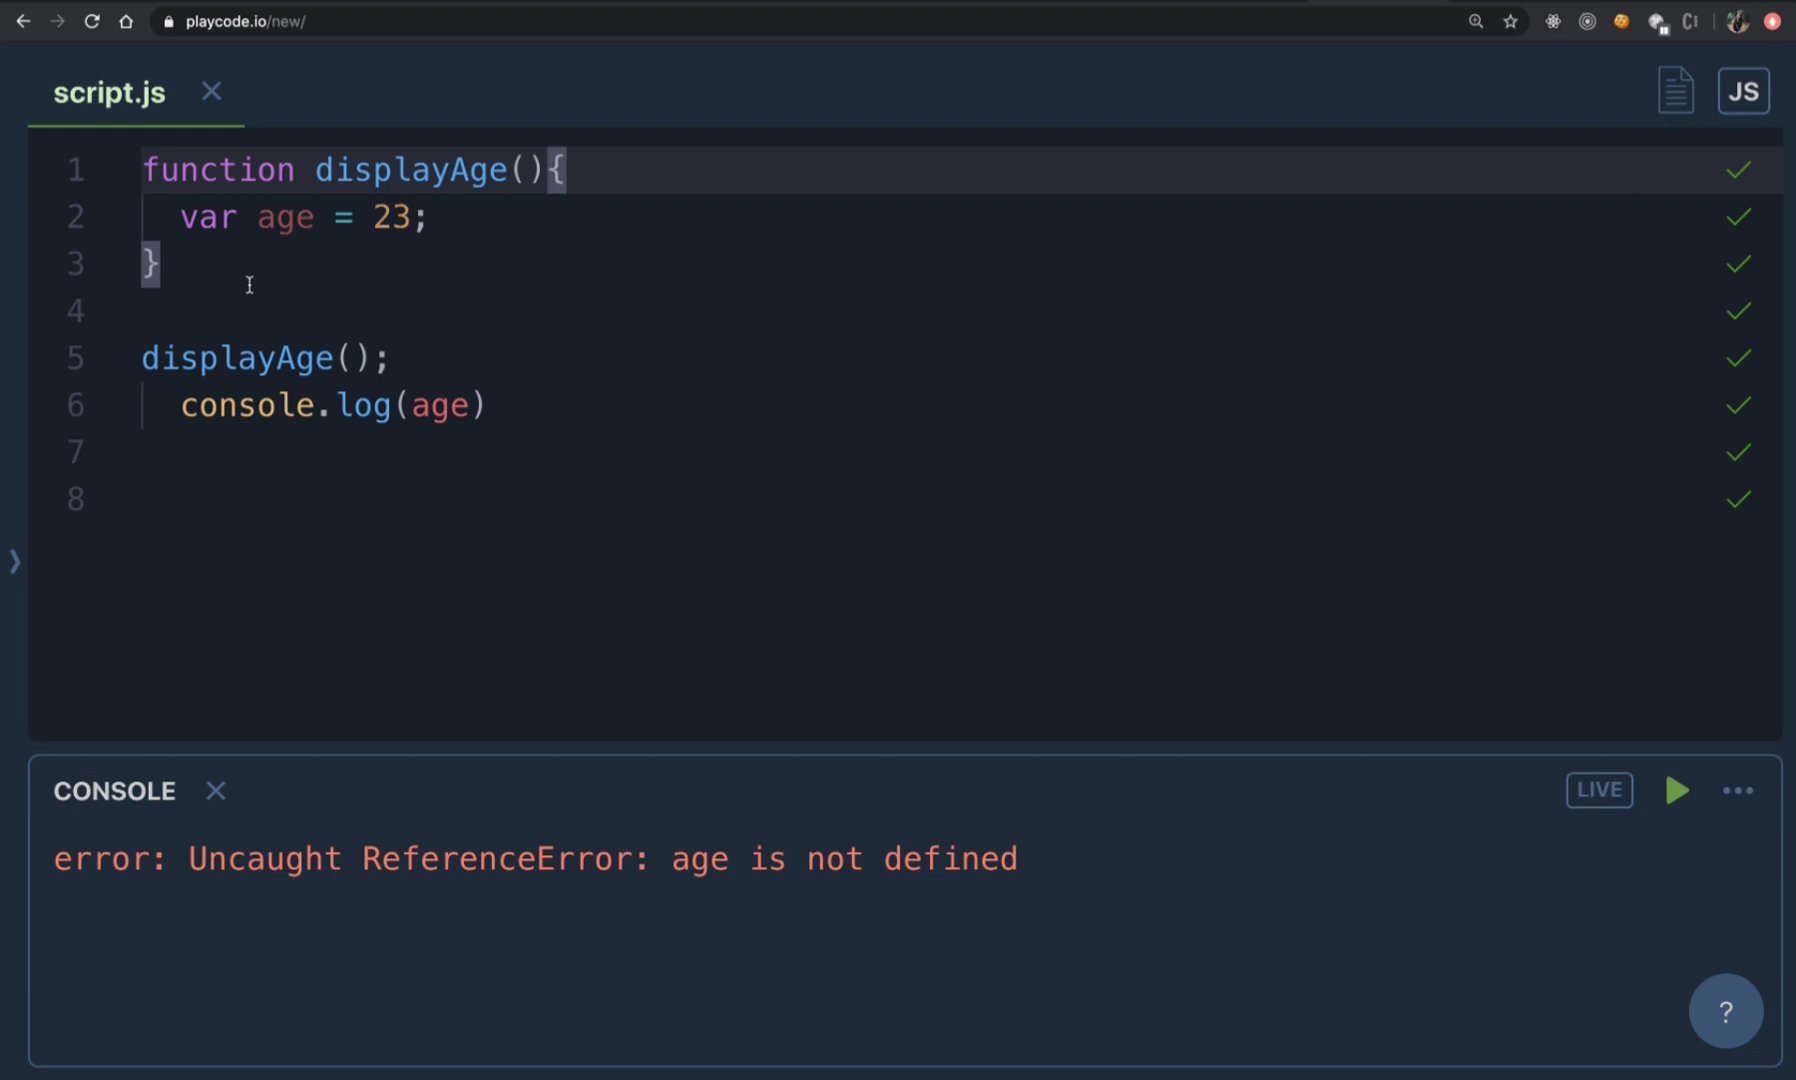 playcode.io/new/
script.js
JS
1 function displayAge(){
2 var age = 23;
3 }
4
5 displayAge();
6 console.log(age)
7
8
CONSOLE
LIVE
error: Uncaught ReferenceError: age is not defined
?